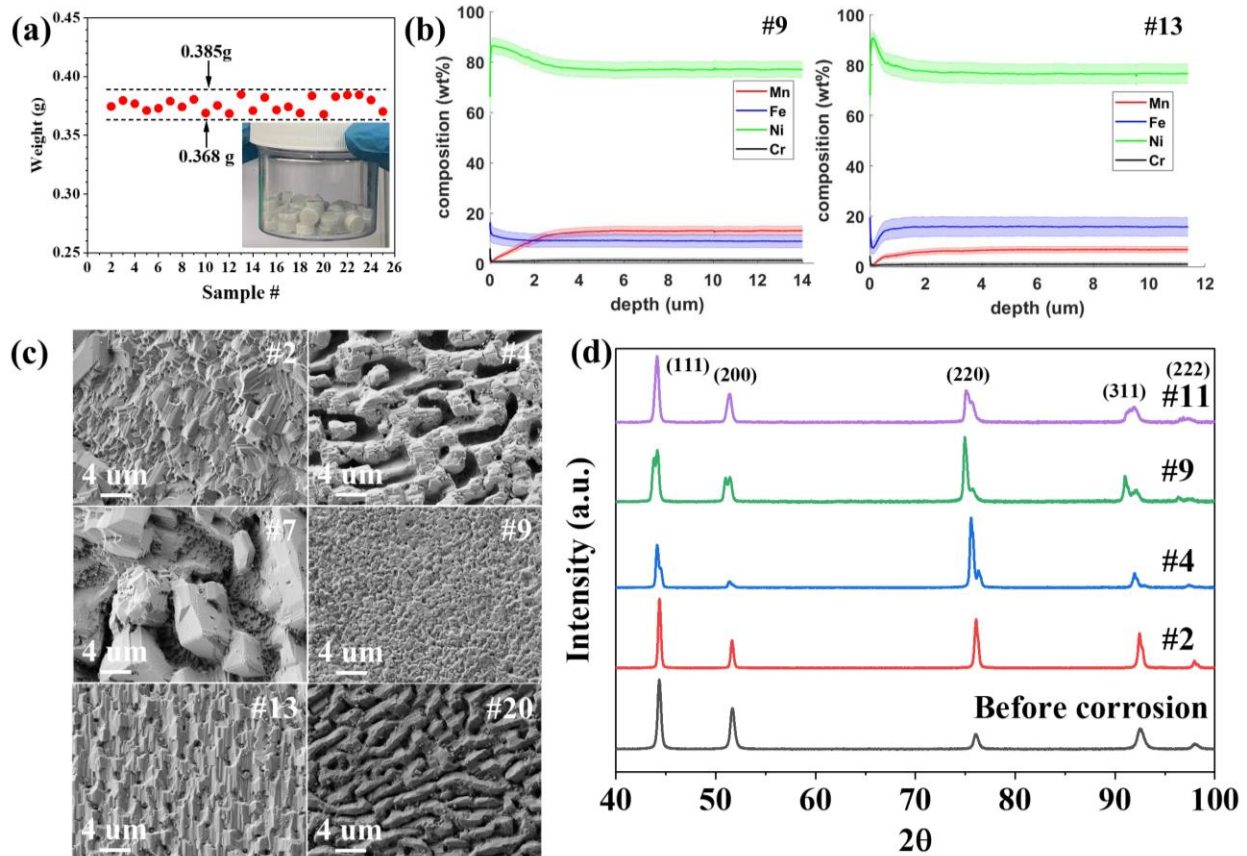 (a)
0.45
0.40
0.35
0.30
0.25
Weight (g)
0.385g
0.368 g
0 2 4 6 8 10 12 14 16 18 20 22 24 26
Sample #
(b)
#9
100
80
60
40
20
0
composition (wt%)
Mn
Fe
Ni
Cr
0 2 4 6 8 10 12 14
depth (um)
#13
100
80
60
40
20
0
composition (wt%)
Mn
Fe
Ni
Cr
0 2 4 6 8 10 12
depth (um)
(c)
#2
4 um
#4
4 um
#7
4 um
#9
4 um
#13
4 um
#20
4 um
(d)
(111)
(200)
(220)
(311)
(222)
#11
#9
#4
#2
Before corrosion
Intensity (a.u.)
40 50 60 70 80 90 100
2θ